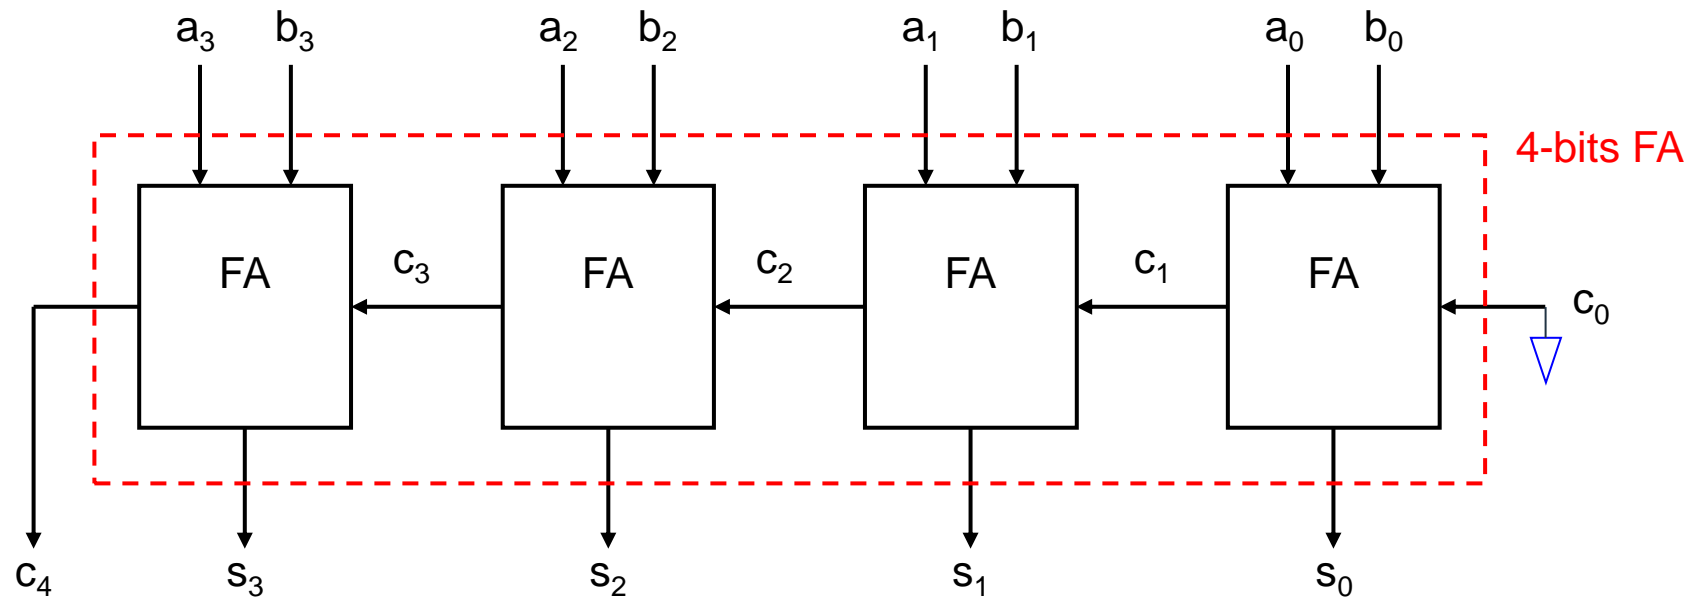 a₃ b₃ a₂ b₂ a₁ b₁ a₀ b₀
4-bits FA
FA c₃ FA c₂ FA c₁ FA c₀
c₄ s₃ s₂ s₁ s₀